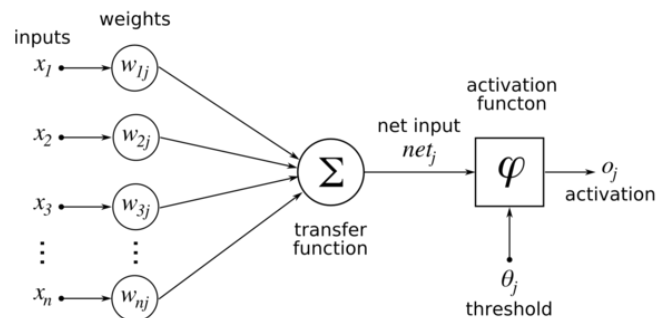 weights
inputs
x₁
w₁ⱼ
x₂
w₂ⱼ
x₃
w₃ⱼ
⋮
⋮
xₙ
wₙⱼ
Σ
transfer
function
net input
netⱼ
activation
functon
φ
oⱼ
activation
θⱼ
threshold